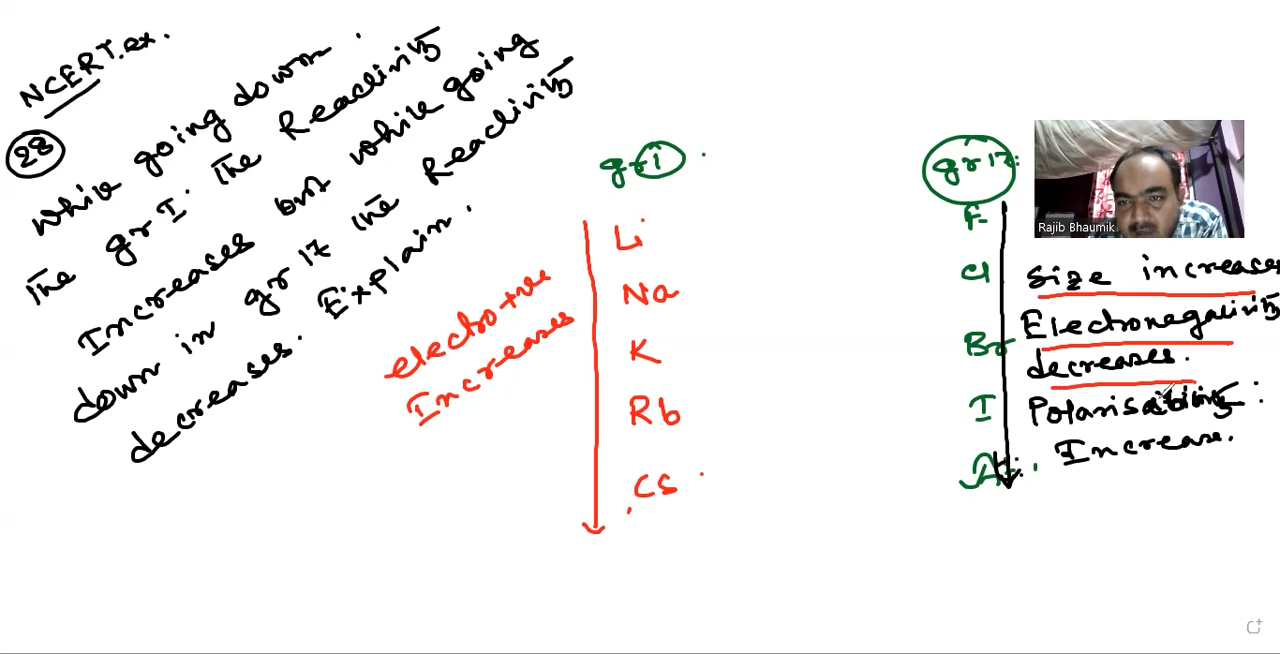 NCERT. ex.
28
While going down
the gr I. The Reactivity
Increases but while going
down in gr 17 the Reactivity
decreases. Explain.
gr 1
Li
Na
K
Rb
Cs
electro +ve
Increases
gr 17:
F
Cl
Br
I
At
Rajib Bhaumik
Size increases
Electronegativity
decreases.
Polarisability:
Increase.